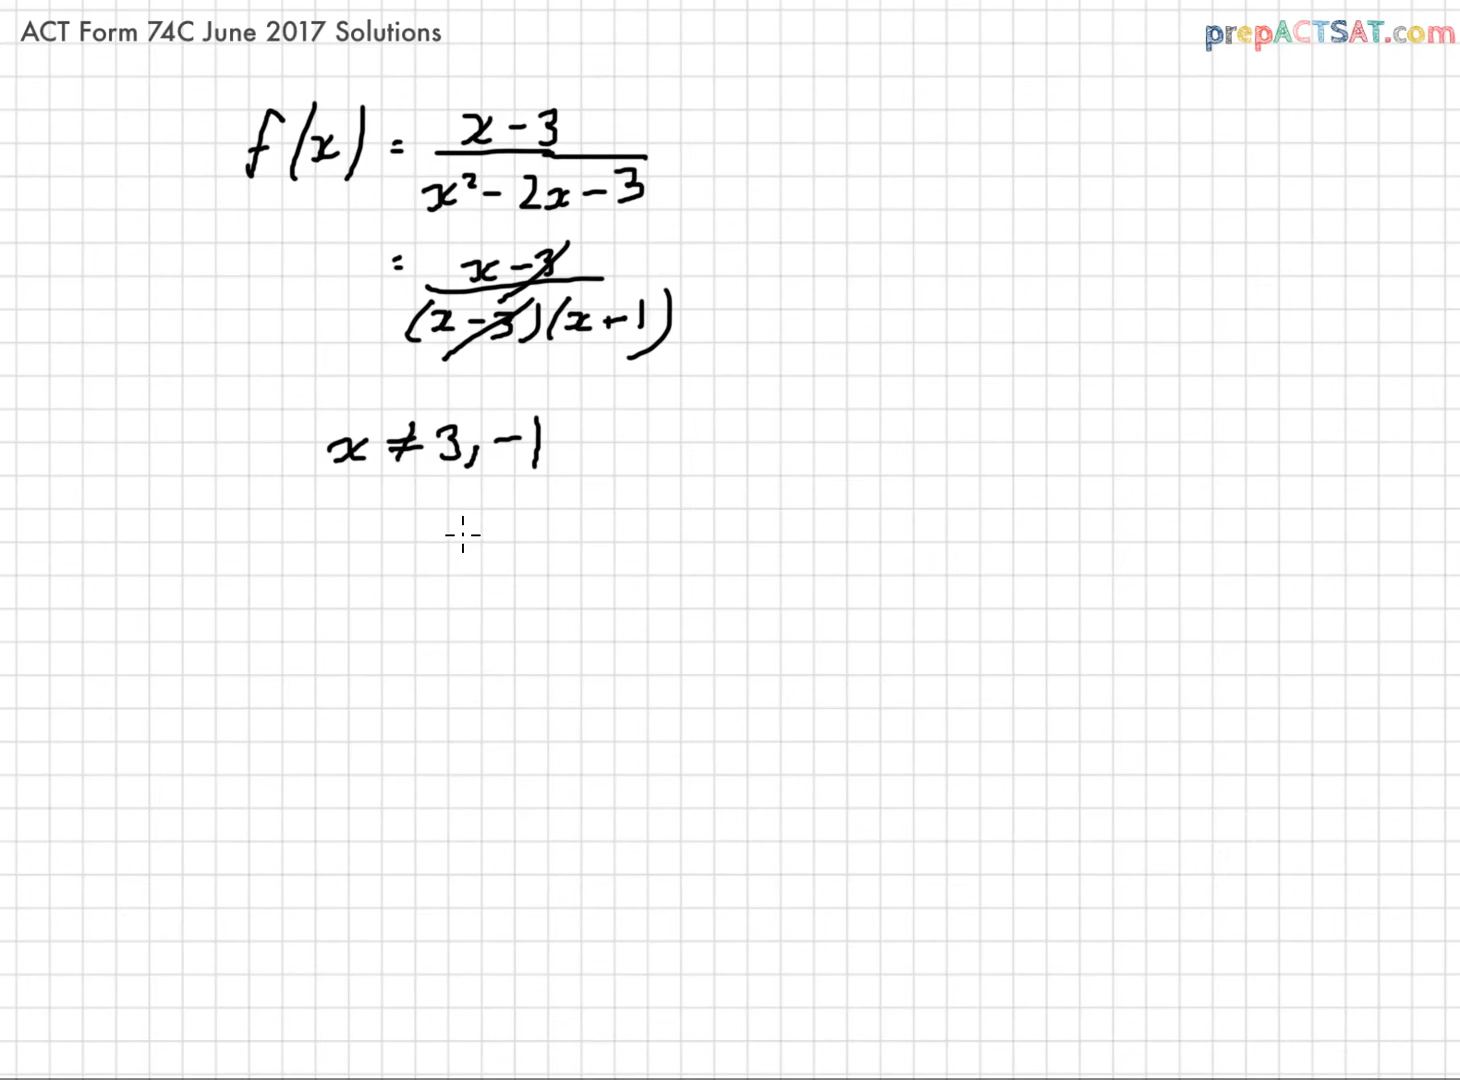 ACT Form 74C June 2017 Solutions
prepACTSAT.com
f(x) = x - 3 / x² - 2x - 3
= x - 3 / (x - 3)(x + 1)
x ≠ 3, -1